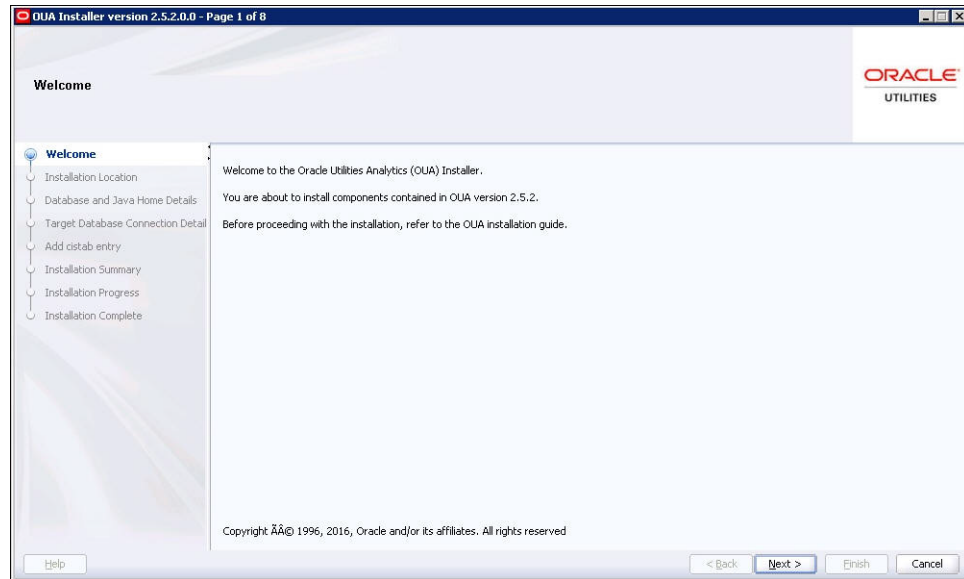 OUA Installer version 2.5.2.0.0 - Page 1 of 8
Welcome
ORACLE
UTILITIES
Welcome
Installation Location
Database and Java Home Details
Target Database Connection Detail
Add cistab entry
Installation Summary
Installation Progress
Installation Complete
Welcome to the Oracle Utilities Analytics (OUA) Installer.
You are about to install components contained in OUA version 2.5.2.
Before proceeding with the installation, refer to the OUA installation guide.
Copyright ÃÂ© 1996, 2016, Oracle and/or its affiliates. All rights reserved
Help
< Back
Next >
Finish
Cancel